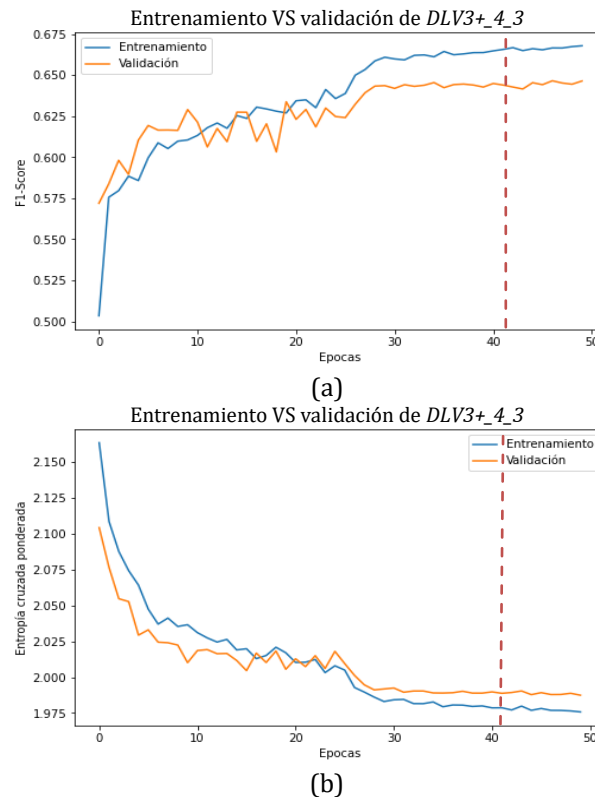 Entrenamiento VS validación de DLV3+_4_3
0.675
0.650
0.625
0.600
0.575
0.550
0.525
0.500
F1-Score
Entrenamiento
Validación
0
10
20
30
40
50
Epocas
(a)
Entrenamiento VS validación de DLV3+_4_3
2.150
2.125
2.100
2.075
2.050
2.025
2.000
1.975
Entropía cruzada ponderada
Entrenamiento
Validación
0
10
20
30
40
50
Epocas
(b)